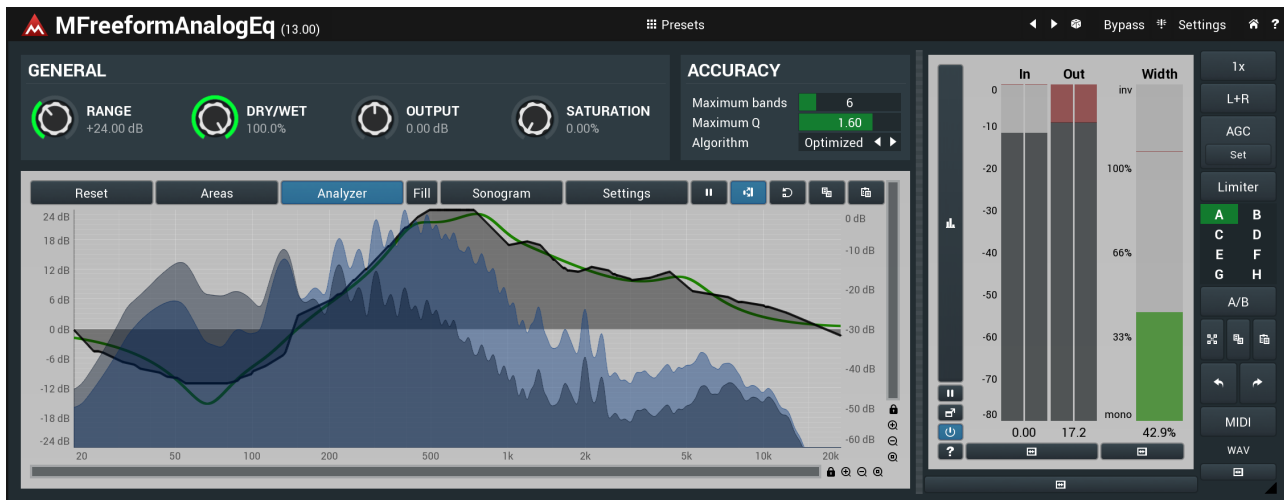 MFreeformAnalogEq (13.00)
Presets
Bypass
Settings
?
GENERAL
RANGE
+24.00 dB
DRY/WET
100.0%
OUTPUT
0.00 dB
SATURATION
0.00%
ACCURACY
Maximum bands 6
Maximum Q 1.60
Algorithm Optimized
Reset Areas Analyzer Fill Sonogram Settings
24 dB
18 dB
12 dB
6 dB
0 dB
-6 dB
-12 dB
-18 dB
-24 dB
0 dB
-10 dB
-20 dB
-30 dB
-40 dB
-50 dB
-60 dB
20 50 100 200 500 1k 2k 5k 10k 20k
In Out Width
0
-10
-20
-30
-40
-50
-60
-70
-80
inv
100%
66%
33%
mono
0.00 17.2 42.9%
?
1x
L+R
AGC
Set
Limiter
A B
C D
E F
G H
A/B
MIDI
WAV